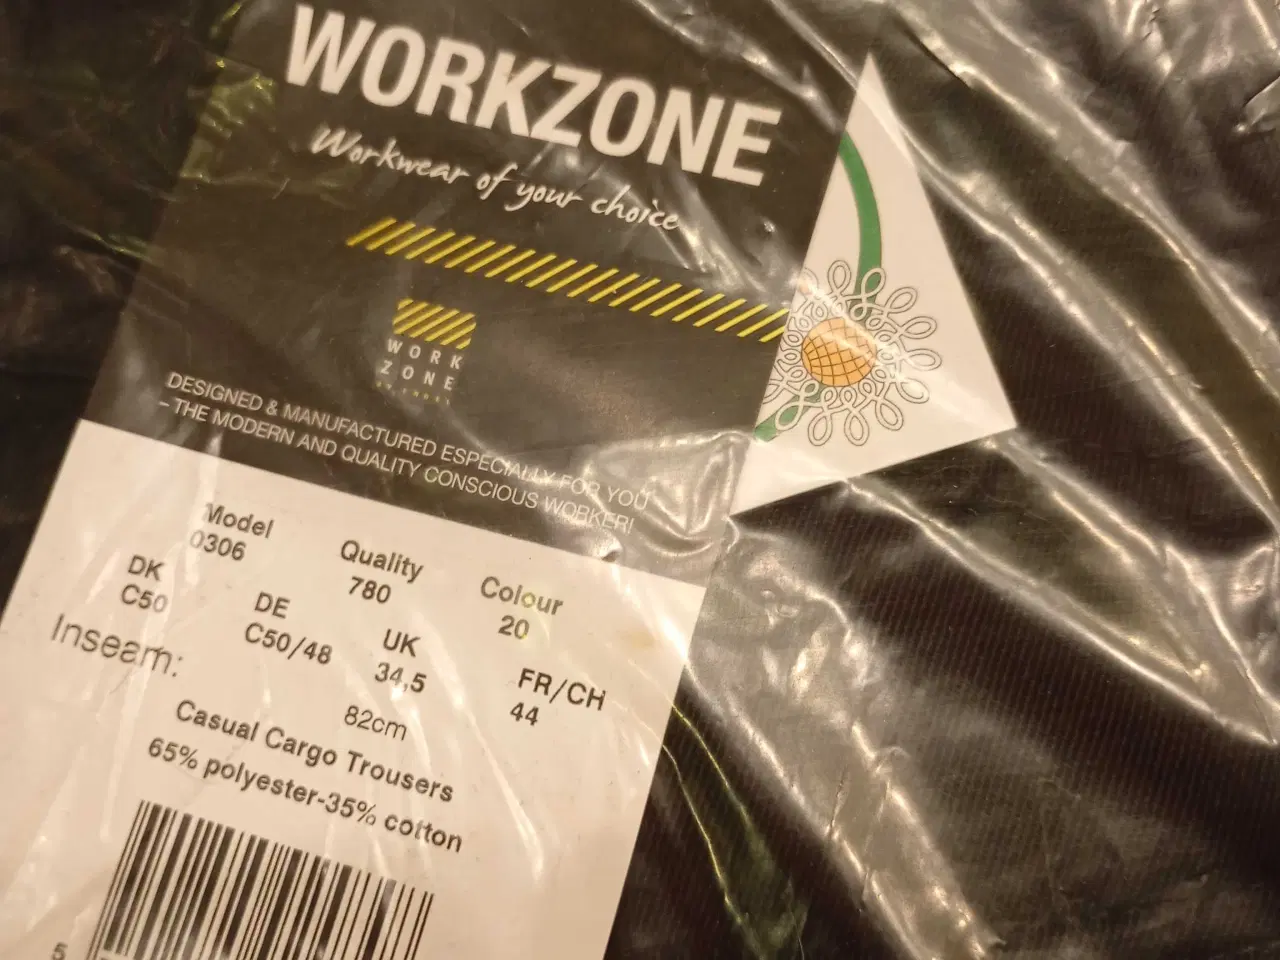 WORKZONE
Workwear of your choice
WORK
ZONE
DESIGNED & MANUFACTURED ESPECIALLY FOR YOU
– THE MODERN AND QUALITY CONSCIOUS WORKER!
Model Quality Colour
0306 780 20
DK DE UK FR/CH
C50 C50/48 34,5 44
Inseam: 82cm
Casual Cargo Trousers
65% polyester-35% cotton
5